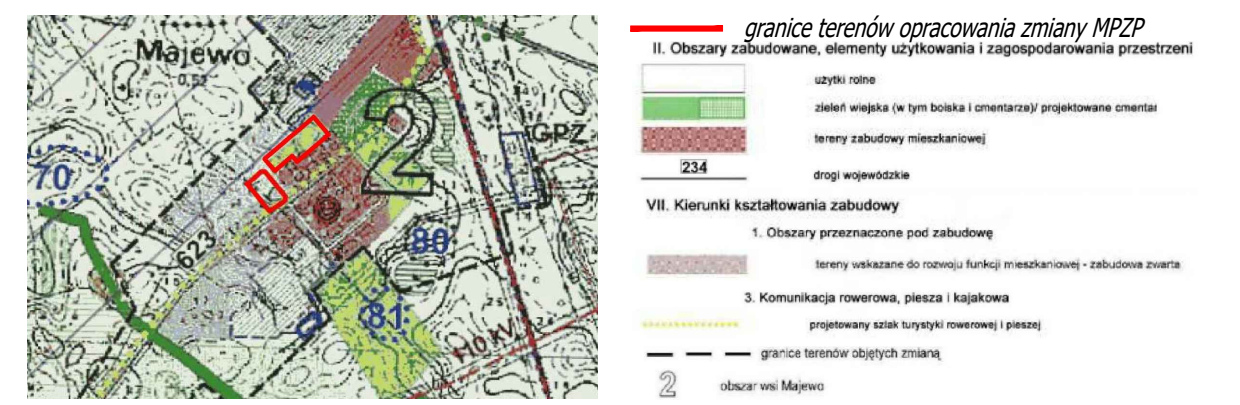 Majewo
0,53
2
GPZ
70
623
80
81
110 KV
granice terenów opracowania zmiany MPZP
II. Obszary zabudowane, elementy użytkowania i zagospodarowania przestrzeni
użytki rolne
zieleń wiejska (w tym boiska i cmentarze)/ projektowane cmentar
tereny zabudowy mieszkaniowej
234
drogi wojewódzkie
VII. Kierunki kształtowania zabudowy
1. Obszary przeznaczone pod zabudowę
tereny wskazane do rozwoju funkcji mieszkaniowej - zabudowa zwarta
3. Komunikacja rowerowa, piesza i kajakowa
projetowany szlak turystyki rowerowej i pieszej
granice terenów objętych zmianą
2 obszar wsi Majewo